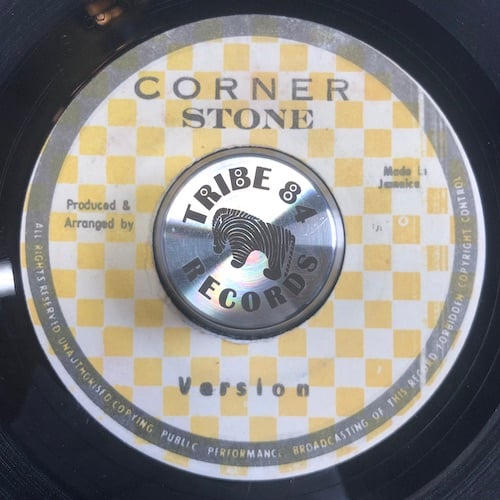 CORNER
STONE
Made In
Jamaica
Produced &
Arranged by
TRIBE 84
RECORDS
Version
ALL RIGHTS RESERVED UNAUTHORISED COPYING PUBLIC PERFORMANCE BROADCASTING OF THIS RECORD FORBIDDEN COPYRIGHT CONTROL